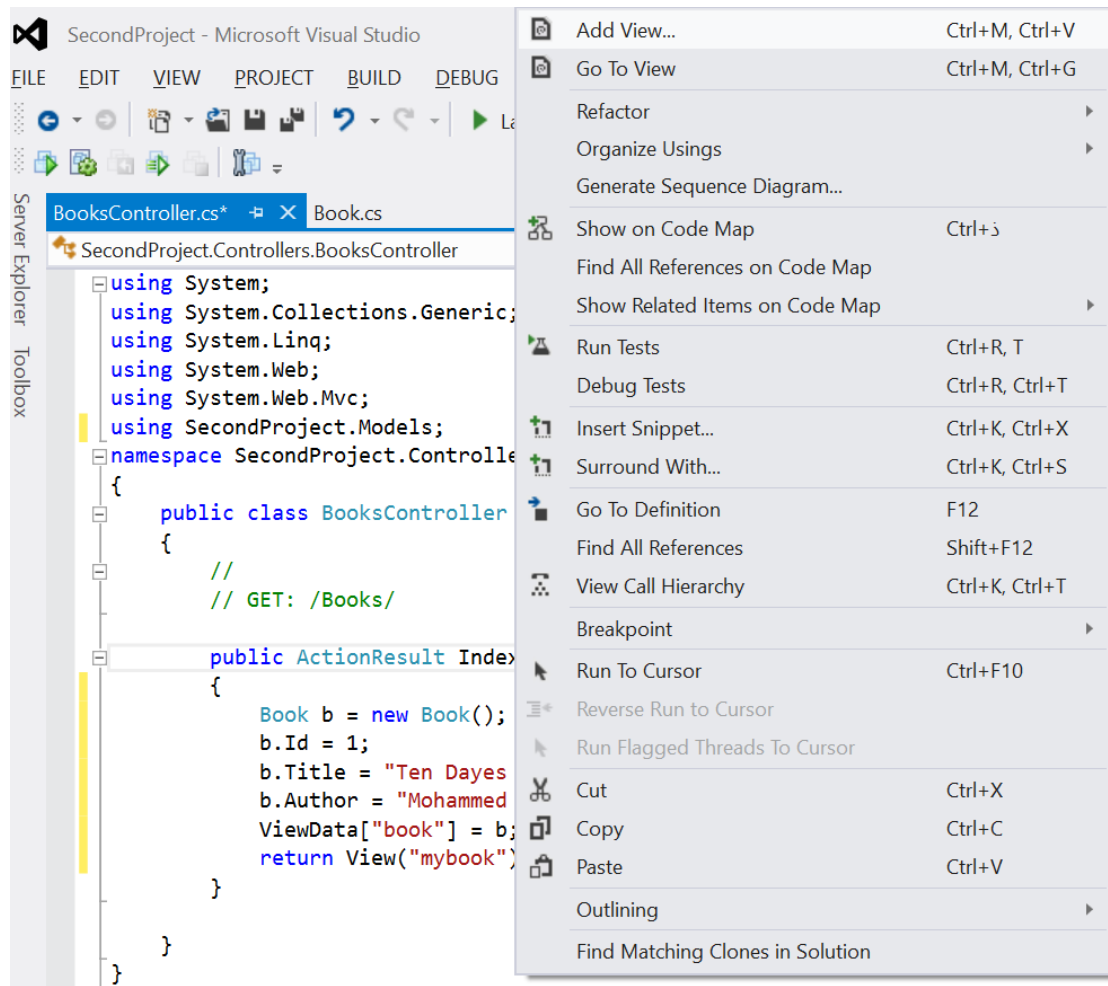 SecondProject - Microsoft Visual Studio
FILE EDIT VIEW PROJECT BUILD DEBUG
Server Explorer
Toolbox
BooksController.cs* Book.cs
SecondProject.Controllers.BooksController
using System;
using System.Collections.Generic;
using System.Linq;
using System.Web;
using System.Web.Mvc;
using SecondProject.Models;
namespace SecondProject.Controlle
{
public class BooksController
{
//
// GET: /Books/
public ActionResult Index
{
Book b = new Book();
b.Id = 1;
b.Title = "Ten Dayes
b.Author = "Mohammed
ViewData["book"] = b;
return View("mybook")
}
}
}
Add View... Ctrl+M, Ctrl+V
Go To View Ctrl+M, Ctrl+G
Refactor
Organize Usings
Generate Sequence Diagram...
Show on Code Map Ctrl+ذ
Find All References on Code Map
Show Related Items on Code Map
Run Tests Ctrl+R, T
Debug Tests Ctrl+R, Ctrl+T
Insert Snippet... Ctrl+K, Ctrl+X
Surround With... Ctrl+K, Ctrl+S
Go To Definition F12
Find All References Shift+F12
View Call Hierarchy Ctrl+K, Ctrl+T
Breakpoint
Run To Cursor Ctrl+F10
Reverse Run to Cursor
Run Flagged Threads To Cursor
Cut Ctrl+X
Copy Ctrl+C
Paste Ctrl+V
Outlining
Find Matching Clones in Solution